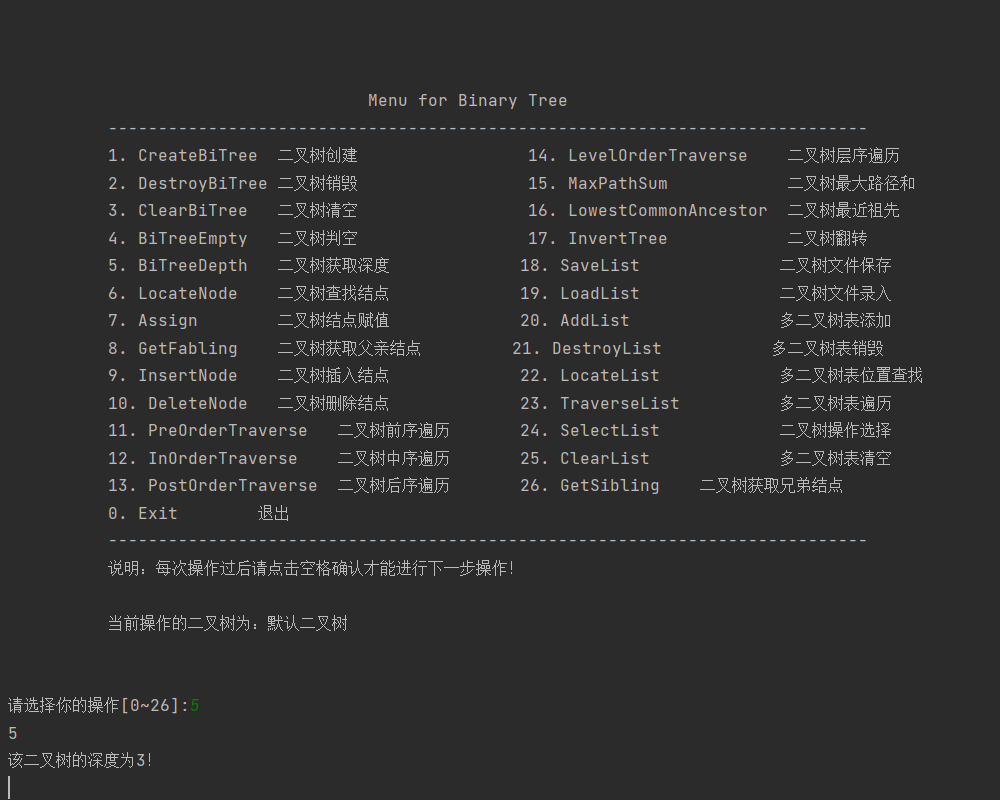 Menu for Binary Tree
----------------------------------------------------------------------------
1. CreateBiTree 二叉树创建 14. LevelOrderTraverse 二叉树层序遍历
2. DestroyBiTree 二叉树销毁 15. MaxPathSum 二叉树最大路径和
3. ClearBiTree 二叉树清空 16. LowestCommonAncestor 二叉树最近祖先
4. BiTreeEmpty 二叉树判空 17. InvertTree 二叉树翻转
5. BiTreeDepth 二叉树获取深度 18. SaveList 二叉树文件保存
6. LocateNode 二叉树查找结点 19. LoadList 二叉树文件录入
7. Assign 二叉树结点赋值 20. AddList 多二叉树表添加
8. GetFabling 二叉树获取父亲结点 21. DestroyList 多二叉树表销毁
9. InsertNode 二叉树插入结点 22. LocateList 多二叉树表位置查找
10. DeleteNode 二叉树删除结点 23. TraverseList 多二叉树表遍历
11. PreOrderTraverse 二叉树前序遍历 24. SelectList 二叉树操作选择
12. InOrderTraverse 二叉树中序遍历 25. ClearList 多二叉树表清空
13. PostOrderTraverse 二叉树后序遍历 26. GetSibling 二叉树获取兄弟结点
0. Exit 退出
----------------------------------------------------------------------------
说明：每次操作过后请点击空格确认才能进行下一步操作！
当前操作的二叉树为：默认二叉树
请选择你的操作[0~26]:5
5
该二叉树的深度为3！